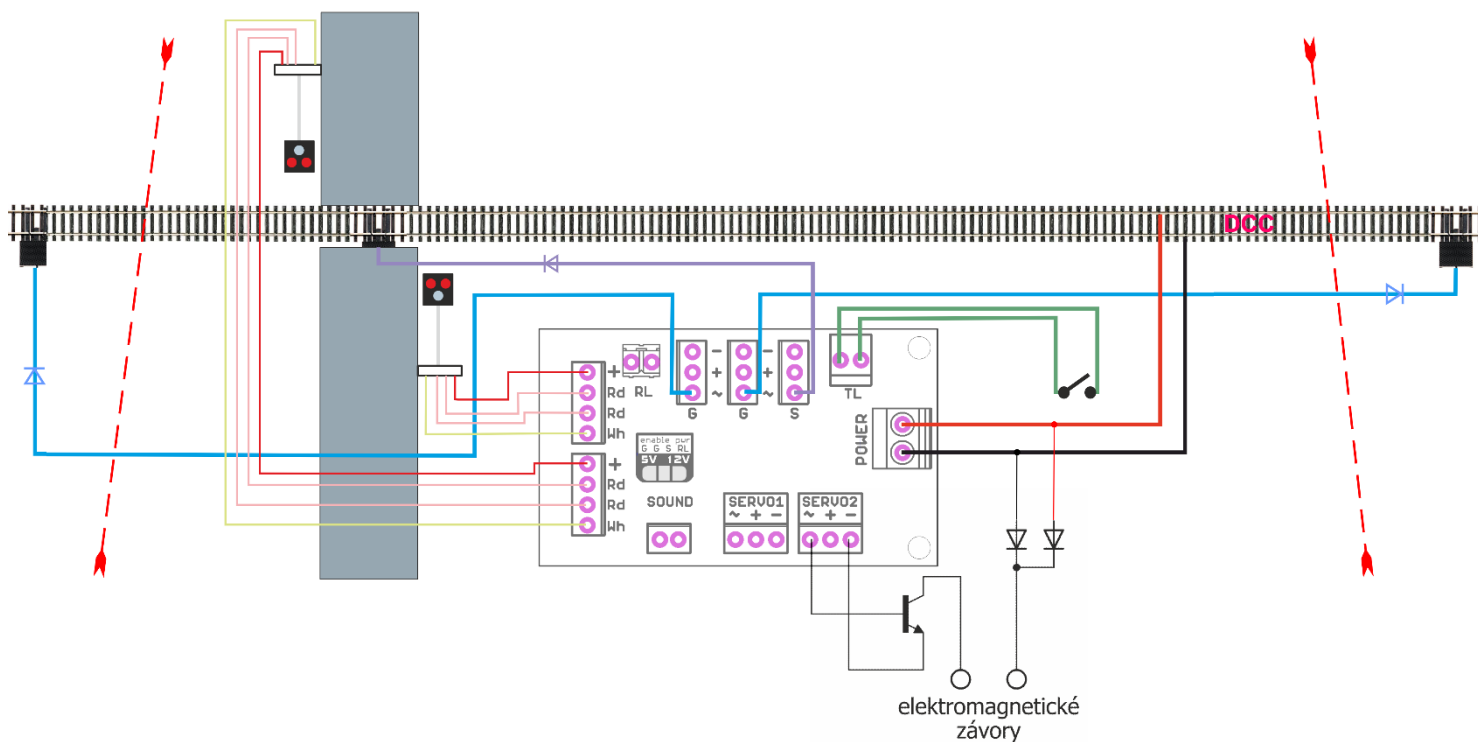 DCC
+
Rd
Rd
Wh
RL
-
+
~
G
-
+
~
G
-
+
~
S
TL
POWER
enable pwr
G G S RL
5V 12V
+
Rd
Rd
Wh
SOUND
SERVO1
~ + -
SERVO2
~ + -
elektromagnetické
závory